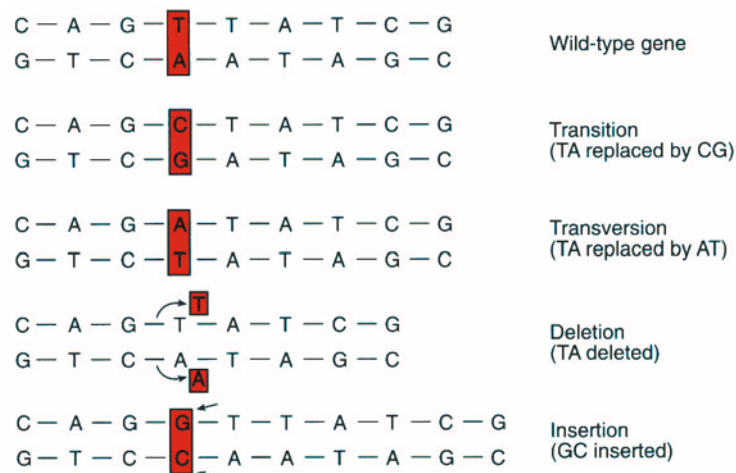 C — A — G — T — T — A — T — C — G
G — T — C — A — A — T — A — G — C
Wild-type gene
C — A — G — C — T — A — T — C — G
G — T — C — G — A — T — A — G — C
Transition
(TA replaced by CG)
C — A — G — A — T — A — T — C — G
G — T — C — T — A — T — A — G — C
Transversion
(TA replaced by AT)
T
C — A — G — T — A — T — C — G
G — T — C — A — T — A — G — C
A
Deletion
(TA deleted)
C — A — G — G — T — T — A — T — C — G
G — T — C — C — A — A — T — A — G — C
Insertion
(GC inserted)